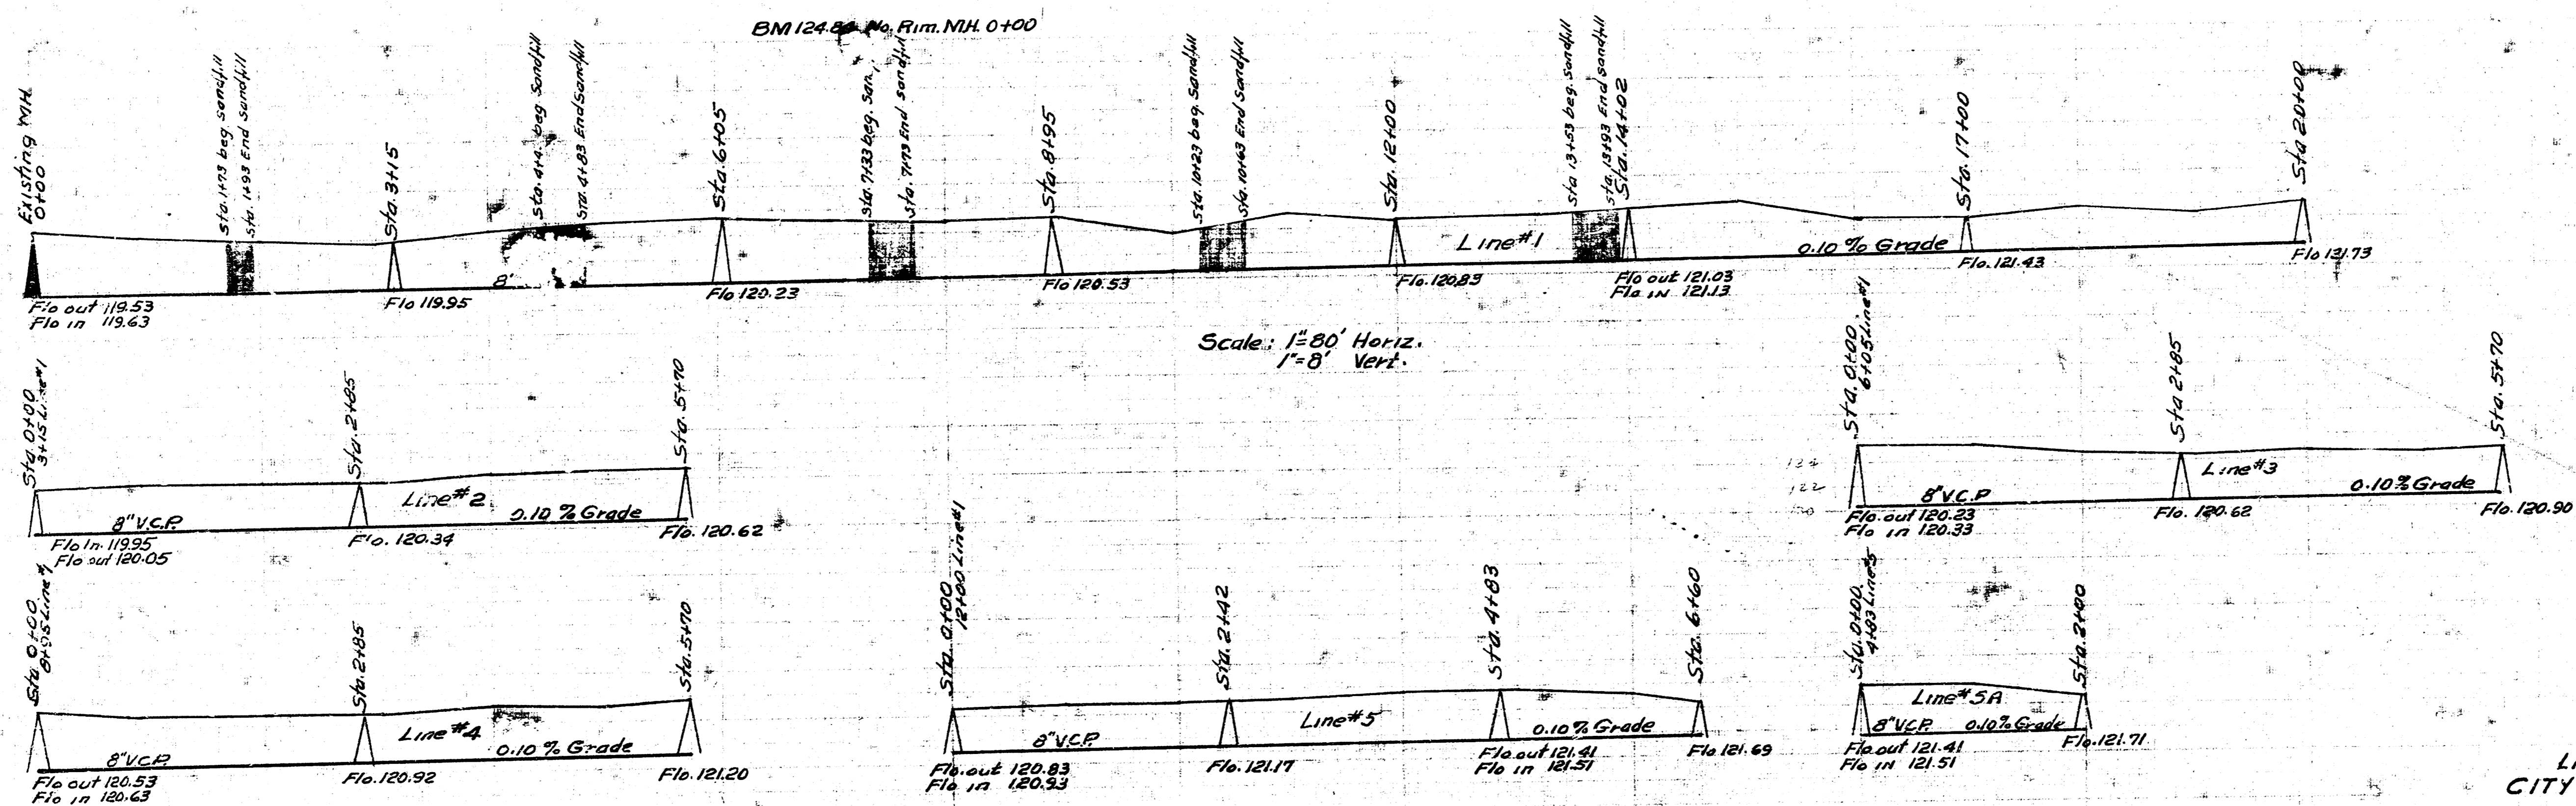 BM 124.8 No. Rim. M.H. 0+00
Existing MH.
0+00
Sta. 1+73 beg. sandfill
Sta. 1+93 End sandfill
Sta. 3+15
Sta. 4+4 beg. Sandfill
Sta. 4+83 End sandfill
Sta. 6+05
Sta. 7+33 beg. San.
Sta. 7+73 End sandfill
Sta. 8+95
Sta. 10+23 beg. Sandfill
Sta. 10+63 End sandfill
Sta. 12+00
Sta 13+53 beg. Sandfill
Sta. 13+93 End sandfill
Sta. 14+02
Sta. 17+00
Sta 20+00
Line #1
0.10 % Grade
8"
Flo out 119.53
Flo in 119.63
Flo 119.95
Flo 120.23
Flo 120.53
Flo. 120.83
Flo out 121.03
Flo IN 121.13
Flo. 121.43
Flo 121.73
Scale: 1"=80' Horiz.
1"=8' Vert.
Sta. 0+00
3+15 Line #1
Sta. 2+85
Sta. 5+70
8" V.C.P.
Line #2
0.10 % Grade
Flo In. 119.95
Flo out 120.05
Flo. 120.34
Flo. 120.62
Sta. 0+00
6+05 Line #1
Sta 2+85
Sta. 5+70
124
122
120
8" V.C.P
Line #3
0.10 % Grade
Flo. out 120.23
Flo in 120.33
Flo. 120.62
Flo. 120.90
Sta 0+00
8+95 Line #1
Sta. 2+85
Sta. 5+70
8" V.C.P.
Line #4
0.10 % Grade
Flo out 120.53
Flo in 120.63
Flo. 120.92
Flo. 121.20
Sta. 0+00
12+00 Line #1
Sta. 2+42
Sta. 4+83
Sta. 6+60
8" V.C.P.
Line #5
0.10 % Grade
Flo. out 120.83
Flo in 120.93
Flo. 121.17
Flo. out 121.41
Flo in 121.51
Flo 121.69
Sta. 0+00
4+83 Line 5
Sta. 2+00
Line #5A
8" V.C.P. 0.10 % Grade
Flo out 121.41
Flo IN 121.51
Flo. 121.71
CITY